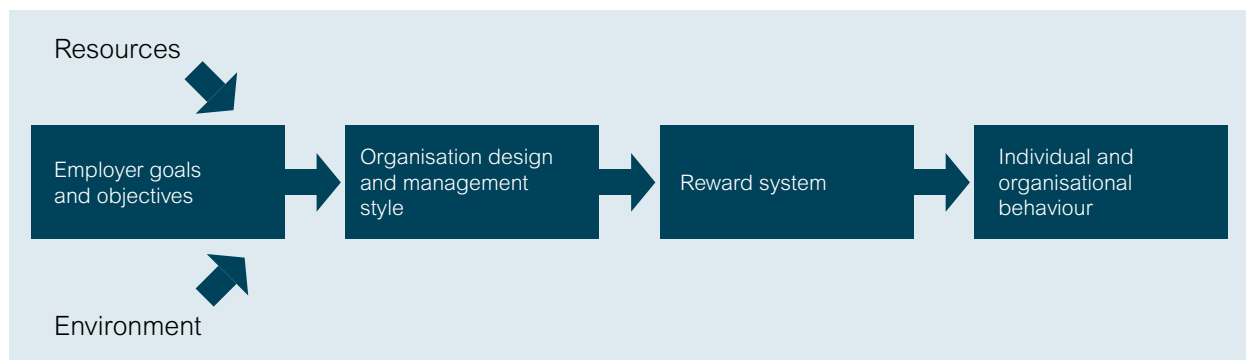 Resources
Employer goals
and objectives
Organisation design
and management
style
Reward system
Individual and
organisational
behaviour
Environment